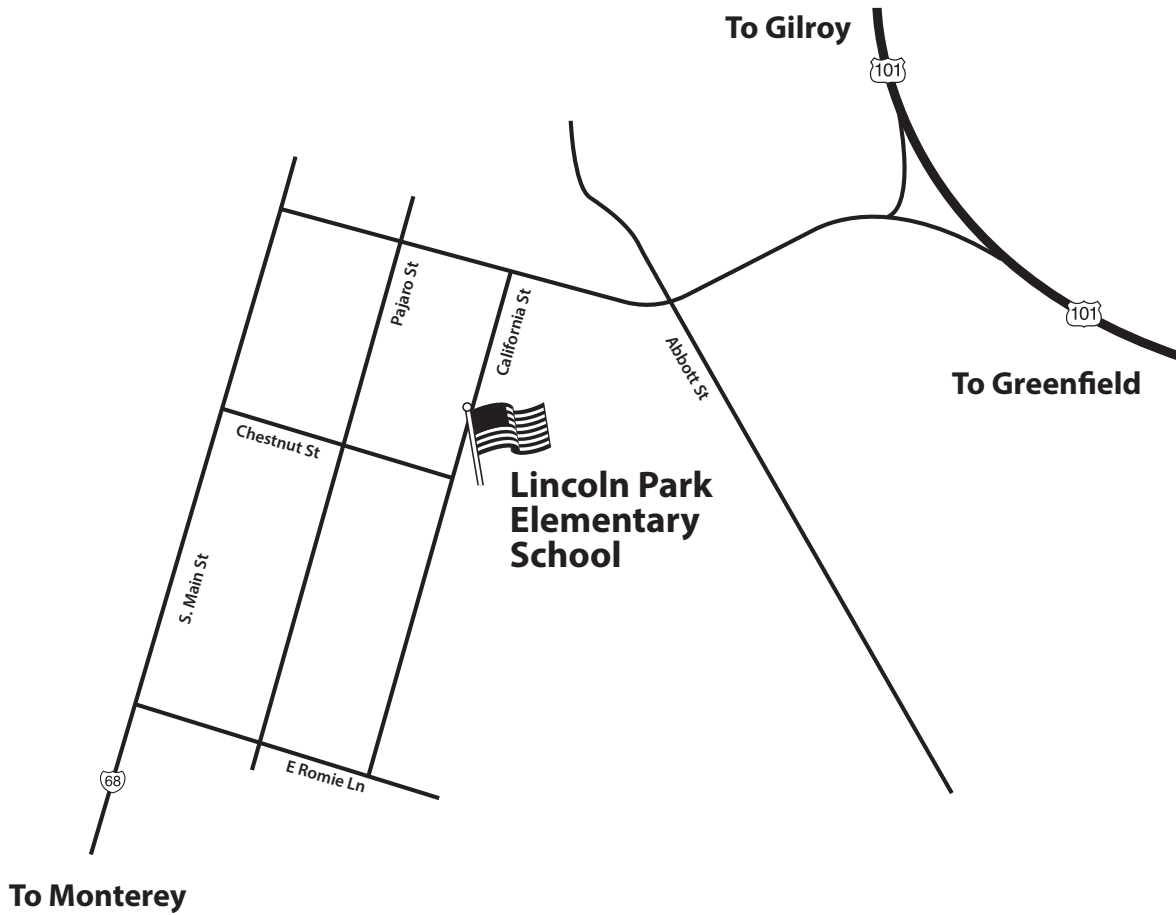 To Gilroy
101
Pajaro St
California St
101
Abbott St
To Greenfield
Chestnut St
Lincoln Park
Elementary
School
S. Main St
E Romie Ln
68
To Monterey